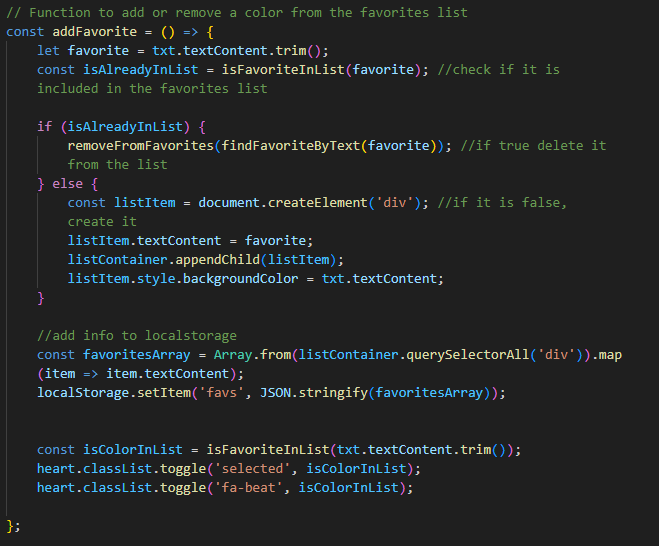 // Function to add or remove a color from the favorites list
const addFavorite = () => {
let favorite = txt.textContent.trim();
const isAlreadyInList = isFavoriteInList(favorite); //check if it is
included in the favorites list
if (isAlreadyInList) {
removeFromFavorites(findFavoriteByText(favorite)); //if true delete it
from the list
} else {
const listItem = document.createElement('div'); //if it is false,
create it
listItem.textContent = favorite;
listContainer.appendChild(listItem);
listItem.style.backgroundColor = txt.textContent;
}
//add info to localstorage
const favoritesArray = Array.from(listContainer.querySelectorAll('div')).map
(item => item.textContent);
localStorage.setItem('favs', JSON.stringify(favoritesArray));
const isColorInList = isFavoriteInList(txt.textContent.trim());
heart.classList.toggle('selected', isColorInList);
heart.classList.toggle('fa-beat', isColorInList);
};